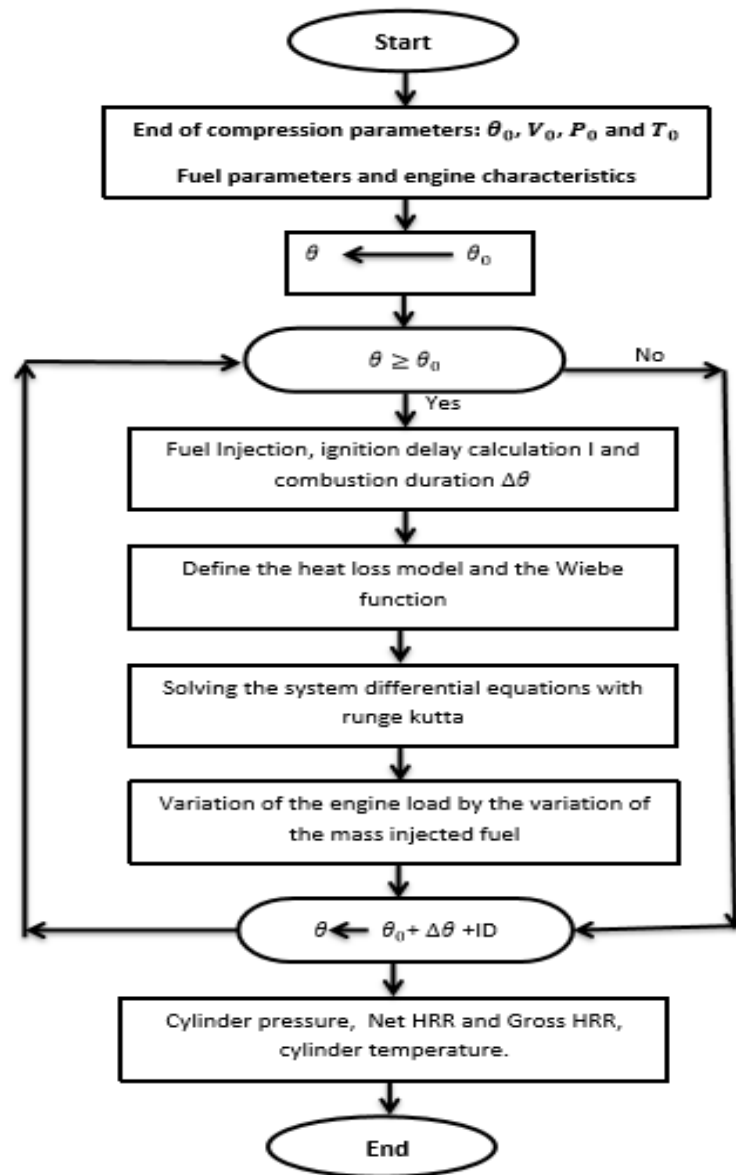 Start
End of compression parameters: θ₀, V₀, P₀ and T₀
Fuel parameters and engine characteristics
θ ← θ₀
θ ≥ θ₀
No
Yes
Fuel Injection, ignition delay calculation I and
combustion duration Δθ
Define the heat loss model and the Wiebe
function
Solving the system differential equations with
runge kutta
Variation of the engine load by the variation of
the mass injected fuel
θ ← θ₀+ Δθ +ID
Cylinder pressure, Net HRR and Gross HRR,
cylinder temperature.
End